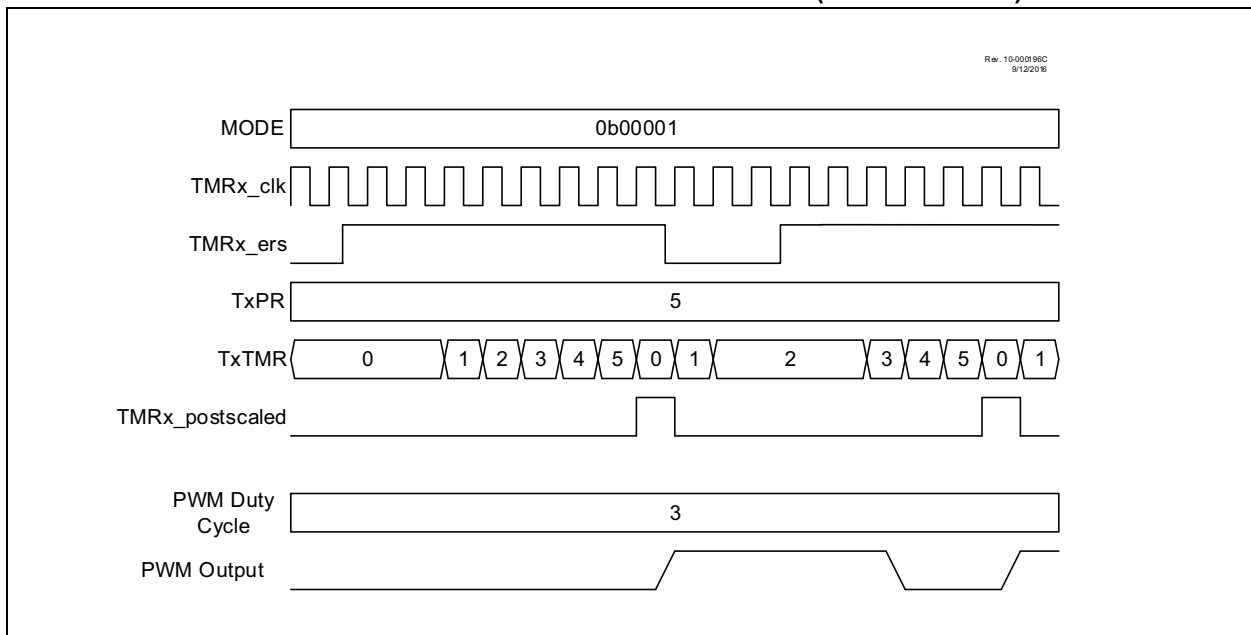 Rev. 10-000196C
9/12/2016
MODE 0b00001
TMRx_clk
TMRx_ers
TxPR 5
TxTMR 0 1 2 3 4 5 0 1 2 3 4 5 0 1
TMRx_postscaled
PWM Duty
Cycle 3
PWM Output